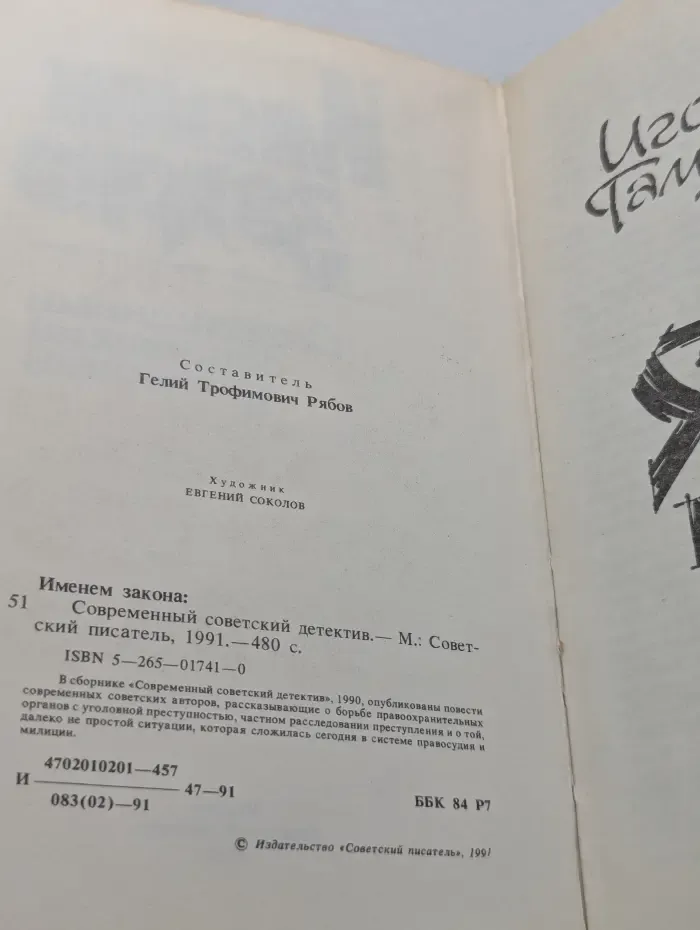 Составитель
Гелий Трофимович Рябов
Художник
ЕВГЕНИЙ СОКОЛОВ
Именем закона:
51 Современный советский детектив.— М.: Совет-
ский писатель, 1991.—480 с.
ISBN 5—265—01741—0
В сборнике «Современный советский детектив», 1990, опубликованы повести
современных советских авторов, рассказывающие о борьбе правоохранительных
органов с уголовной преступностью, частном расследовании преступления и о той,
далеко не простой ситуации, которая сложилась сегодня в системе правосудия и
милиции.
4702010201—457
И 47—91
083(02)—91
ББК 84 Р7
© Издательство «Советский писатель», 1991
Иго
Гам
Я